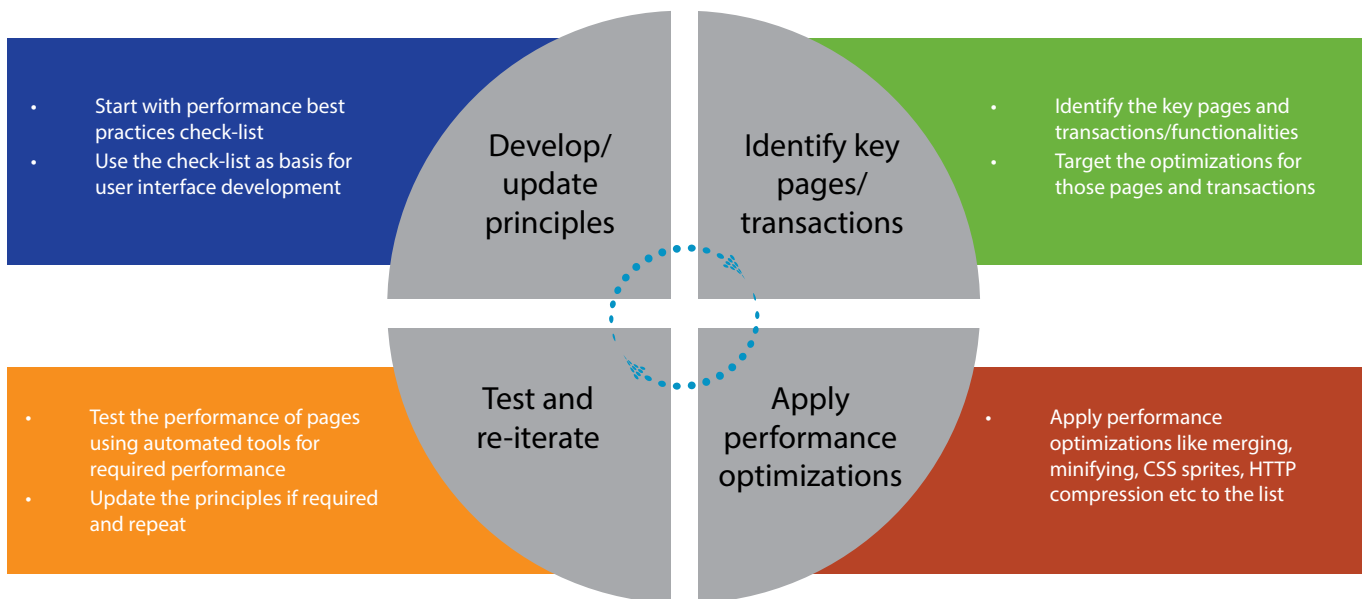 • Start with performance best
practices check-list
• Use the check-list as basis for
user interface development
Develop/
update
principles
Identify key
pages/
transactions
• Identify the key pages and
transactions/functionalities
• Target the optimizations for
those pages and transactions
• Test the performance of pages
using automated tools for
required performance
• Update the principles if required
and repeat
Test and
re-iterate
Apply
performance
optimizations
• Apply performance
optimizations like merging,
minifying, CSS sprites, HTTP
compression etc to the list